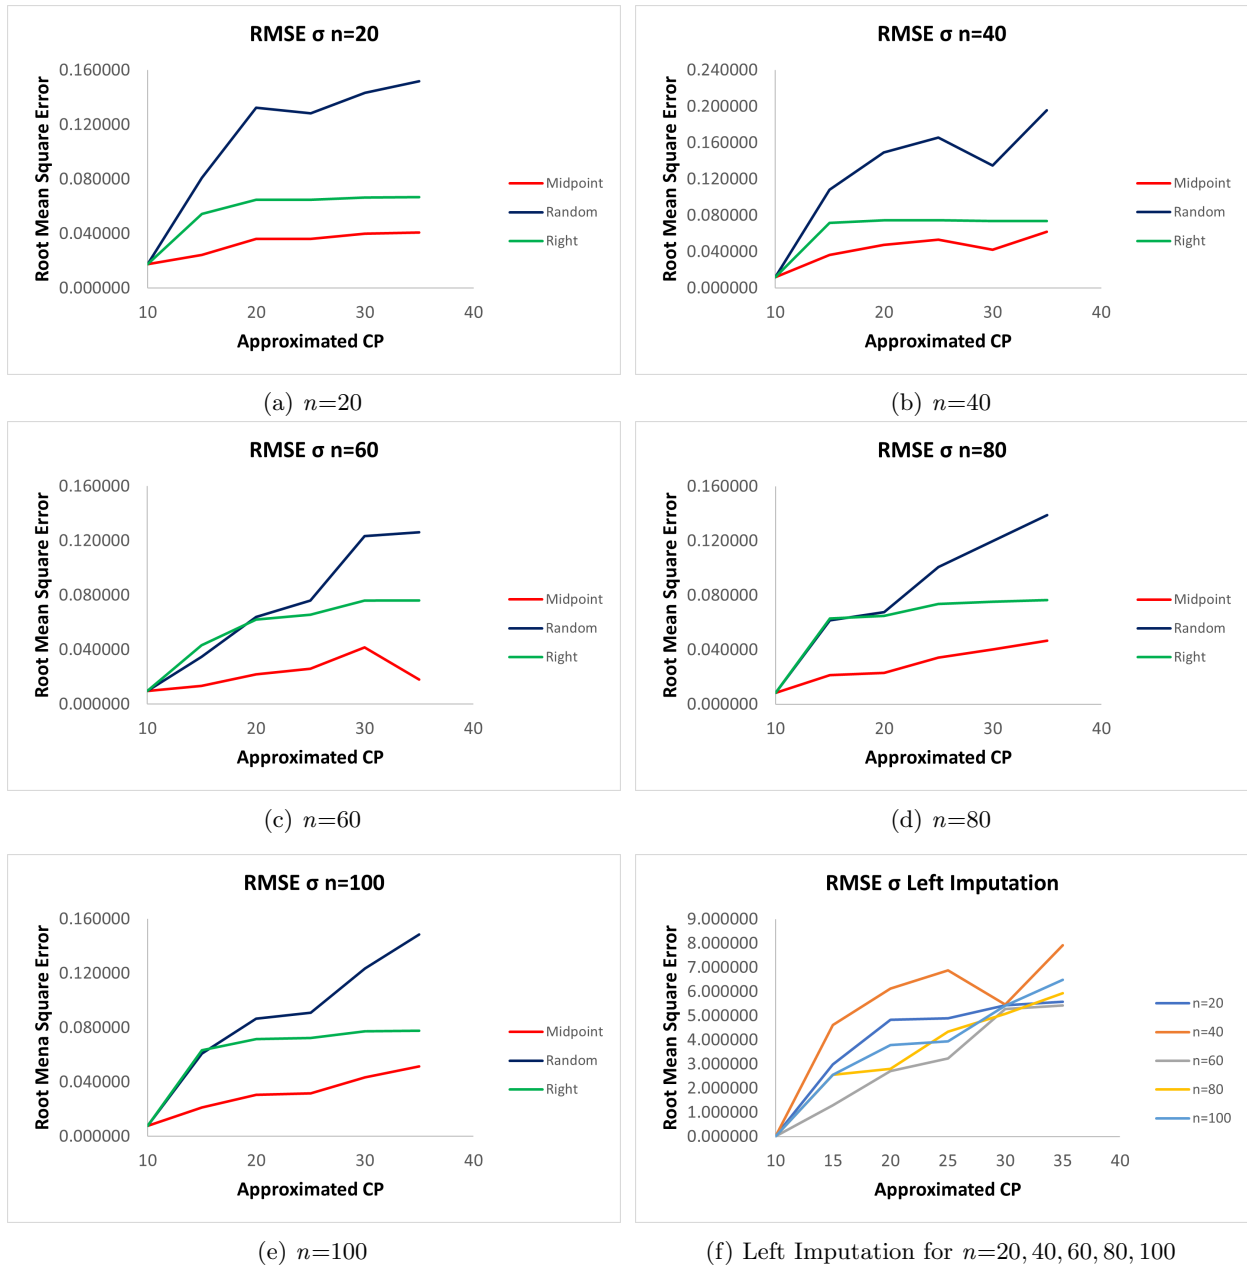 RMSE σ n=20
Root Mean Square Error
0.160000
0.120000
0.080000
0.040000
0.000000
10 20 30 40
Approximated CP
Midpoint
Random
Right
(a) n=20
RMSE σ n=40
Root Mean Square Error
0.240000
0.200000
0.160000
0.120000
0.080000
0.040000
0.000000
10 20 30 40
Approximated CP
Midpoint
Random
Right
(b) n=40
RMSE σ n=60
Root Mean Square Error
0.160000
0.120000
0.080000
0.040000
0.000000
10 20 30 40
Approximated CP
Midpoint
Random
Right
(c) n=60
RMSE σ n=80
Root Mean Square Error
0.160000
0.120000
0.080000
0.040000
0.000000
10 20 30 40
Approximated CP
Midpoint
Random
Right
(d) n=80
RMSE σ n=100
Root Mena Square Error
0.160000
0.120000
0.080000
0.040000
0.000000
10 20 30 40
Approximated CP
Midpoint
Random
Right
(e) n=100
RMSE σ Left Imputation
Root Mean Square Error
9.000000
8.000000
7.000000
6.000000
5.000000
4.000000
3.000000
2.000000
1.000000
0.000000
10 15 20 25 30 35 40
Approximated CP
n=20
n=40
n=60
n=80
n=100
(f) Left Imputation for n=20, 40, 60, 80, 100